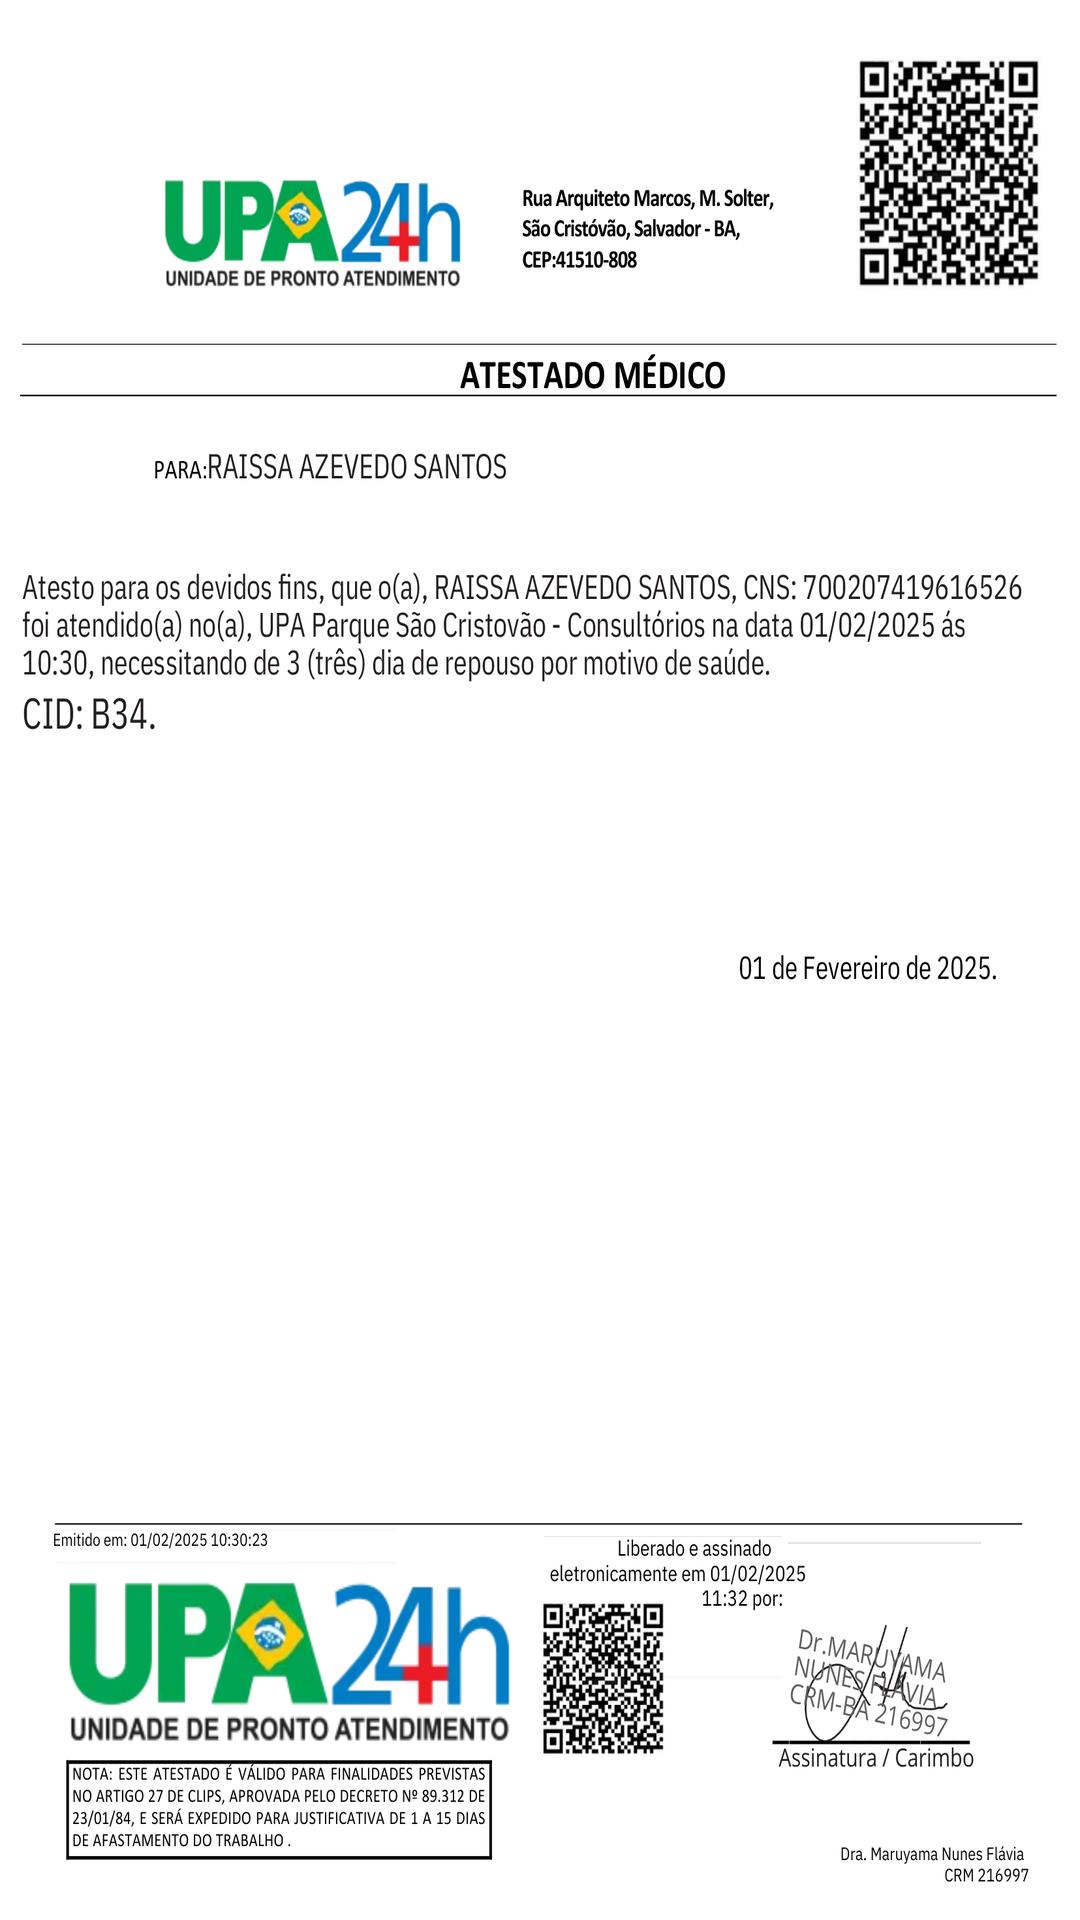 UPA 24h
UNIDADE DE PRONTO ATENDIMENTO
Rua Arquiteto Marcos, M. Solter,
São Cristóvão, Salvador - BA,
CEP:41510-808
ATESTADO MÉDICO
PARA:RAISSA AZEVEDO SANTOS
Atesto para os devidos fins, que o(a), RAISSA AZEVEDO SANTOS, CNS: 700207419616526
foi atendido(a) no(a), UPA Parque São Cristovão - Consultórios na data 01/02/2025 ás
10:30, necessitando de 3 (três) dia de repouso por motivo de saúde.
CID: B34.
01 de Fevereiro de 2025.
Emitido em: 01/02/2025 10:30:23
UPA 24h
UNIDADE DE PRONTO ATENDIMENTO
NOTA: ESTE ATESTADO É VÁLIDO PARA FINALIDADES PREVISTAS
NO ARTIGO 27 DE CLIPS, APROVADA PELO DECRETO Nº 89.312 DE
23/01/84, E SERÁ EXPEDIDO PARA JUSTIFICATIVA DE 1 A 15 DIAS
DE AFASTAMENTO DO TRABALHO .
Liberado e assinado
eletronicamente em 01/02/2025
11:32 por:
Dr.MARUYAMA
NUNES FLÁVIA
CRM-BA 216997
Assinatura / Carimbo
Dra. Maruyama Nunes Flávia
CRM 216997